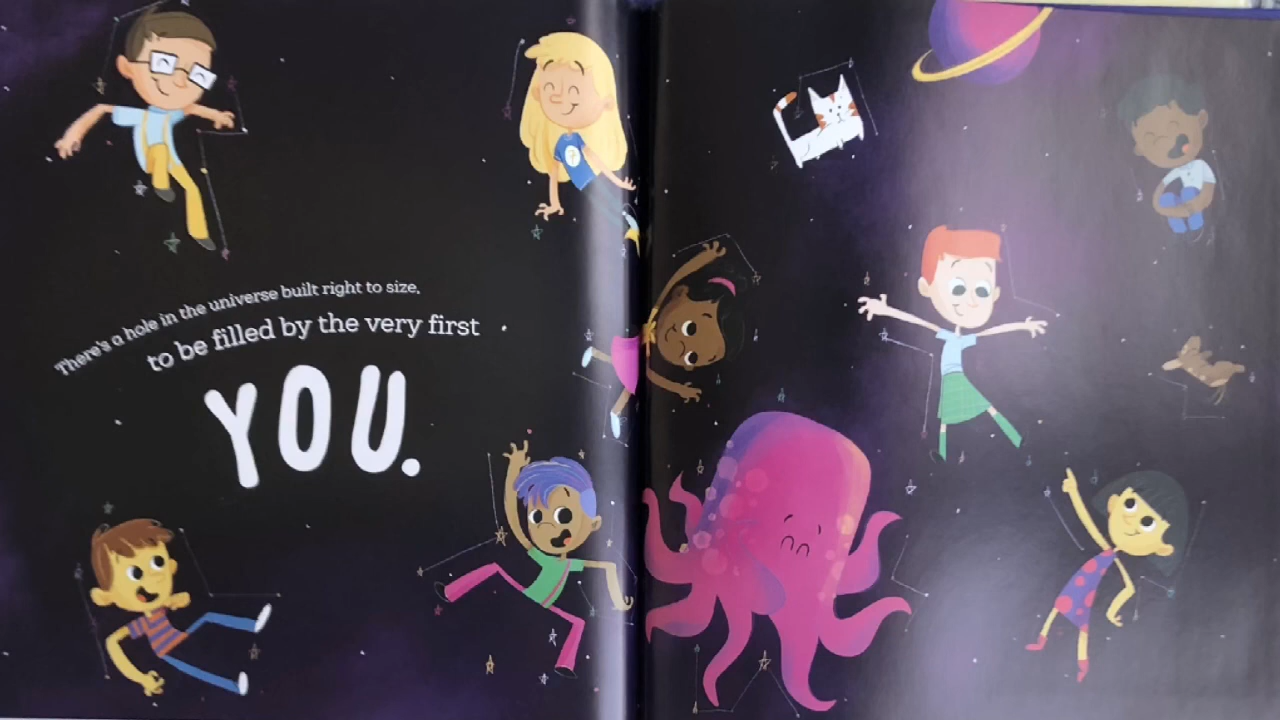 There's a hole in the universe built right to size,
to be filled by the very first
YOU.